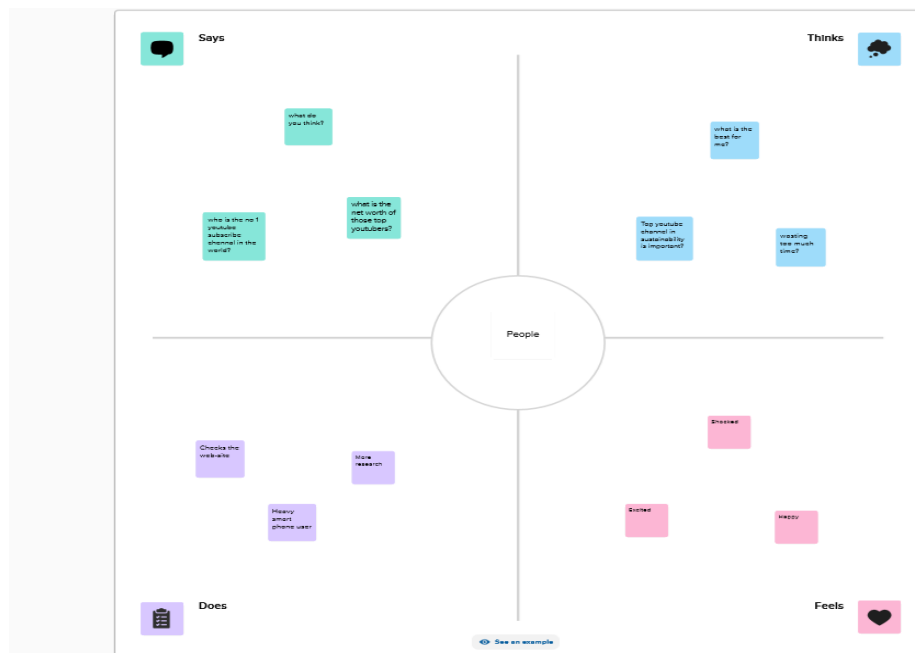 Says
Thinks
what do
you think?
what is the
best for
me?
who is the no 1
youtube
subscribe
channel in the
world?
what is the
net worth of
those top
youtubers?
Top youtube
channel in
sustainability
is important?
wasting
too much
time?
People
Checks the
web-site
More
research
Heavy
smart
phone user
Shocked
Excited
Happy
Does
Feels
See an example